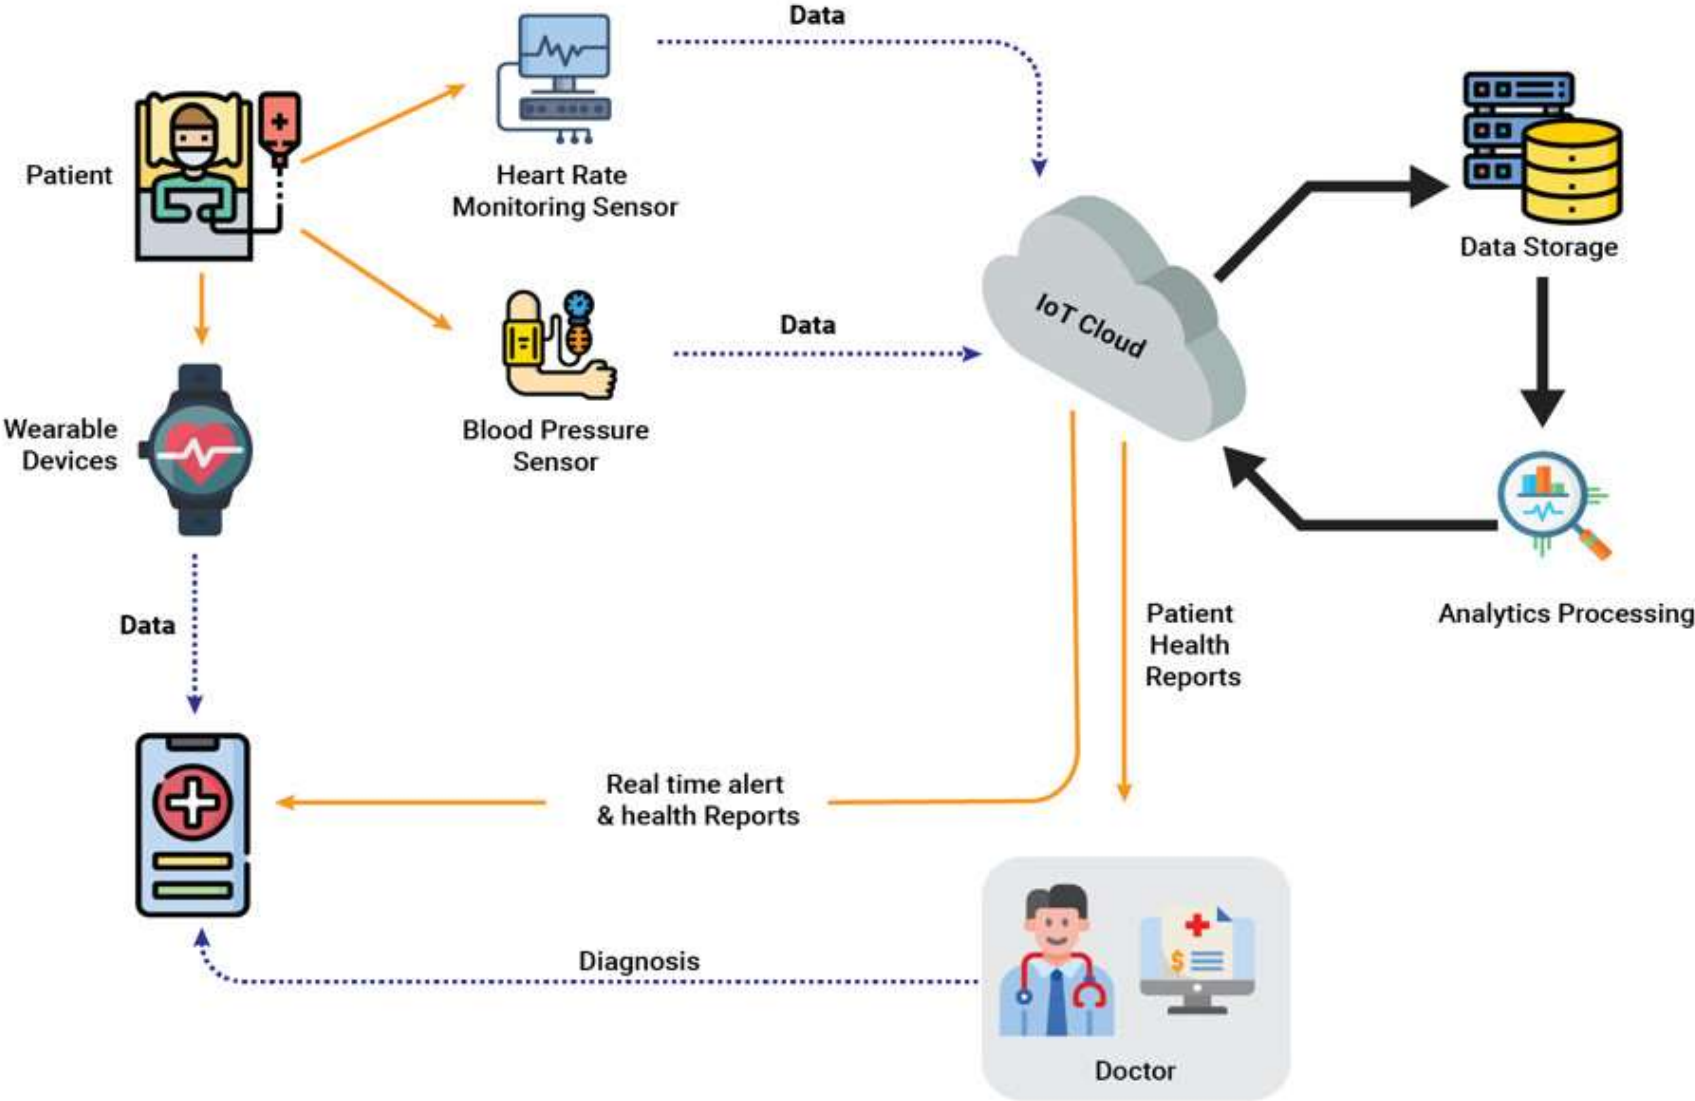 Data
Patient
Heart Rate
Monitoring Sensor
Data Storage
IoT Cloud
Data
Wearable
Devices
Blood Pressure
Sensor
Data
Patient
Health
Reports
Analytics Processing
Real time alert
& health Reports
Diagnosis
$
Doctor